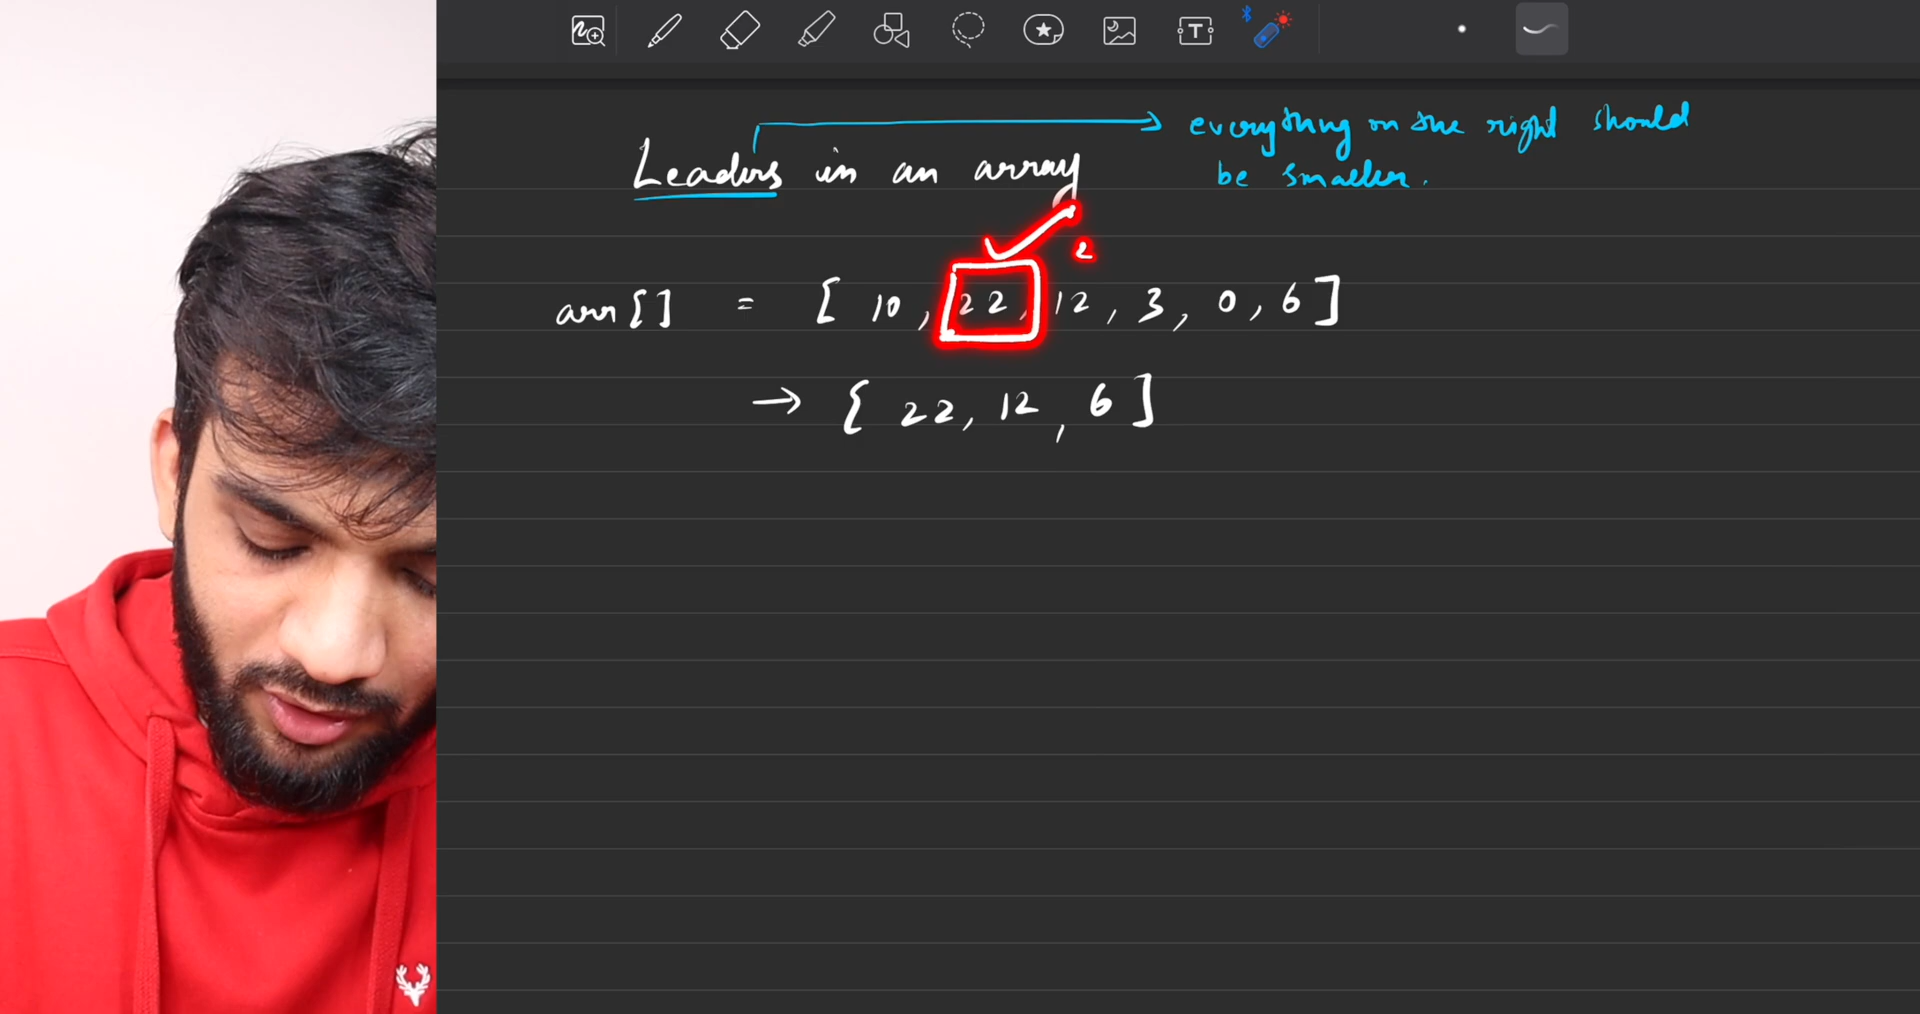 everything on the right should
be smaller.
Leaders in an array
2
arr[] = [ 10, 22, 12, 3, 0, 6 ]
→ { 22, 12, 6 ]